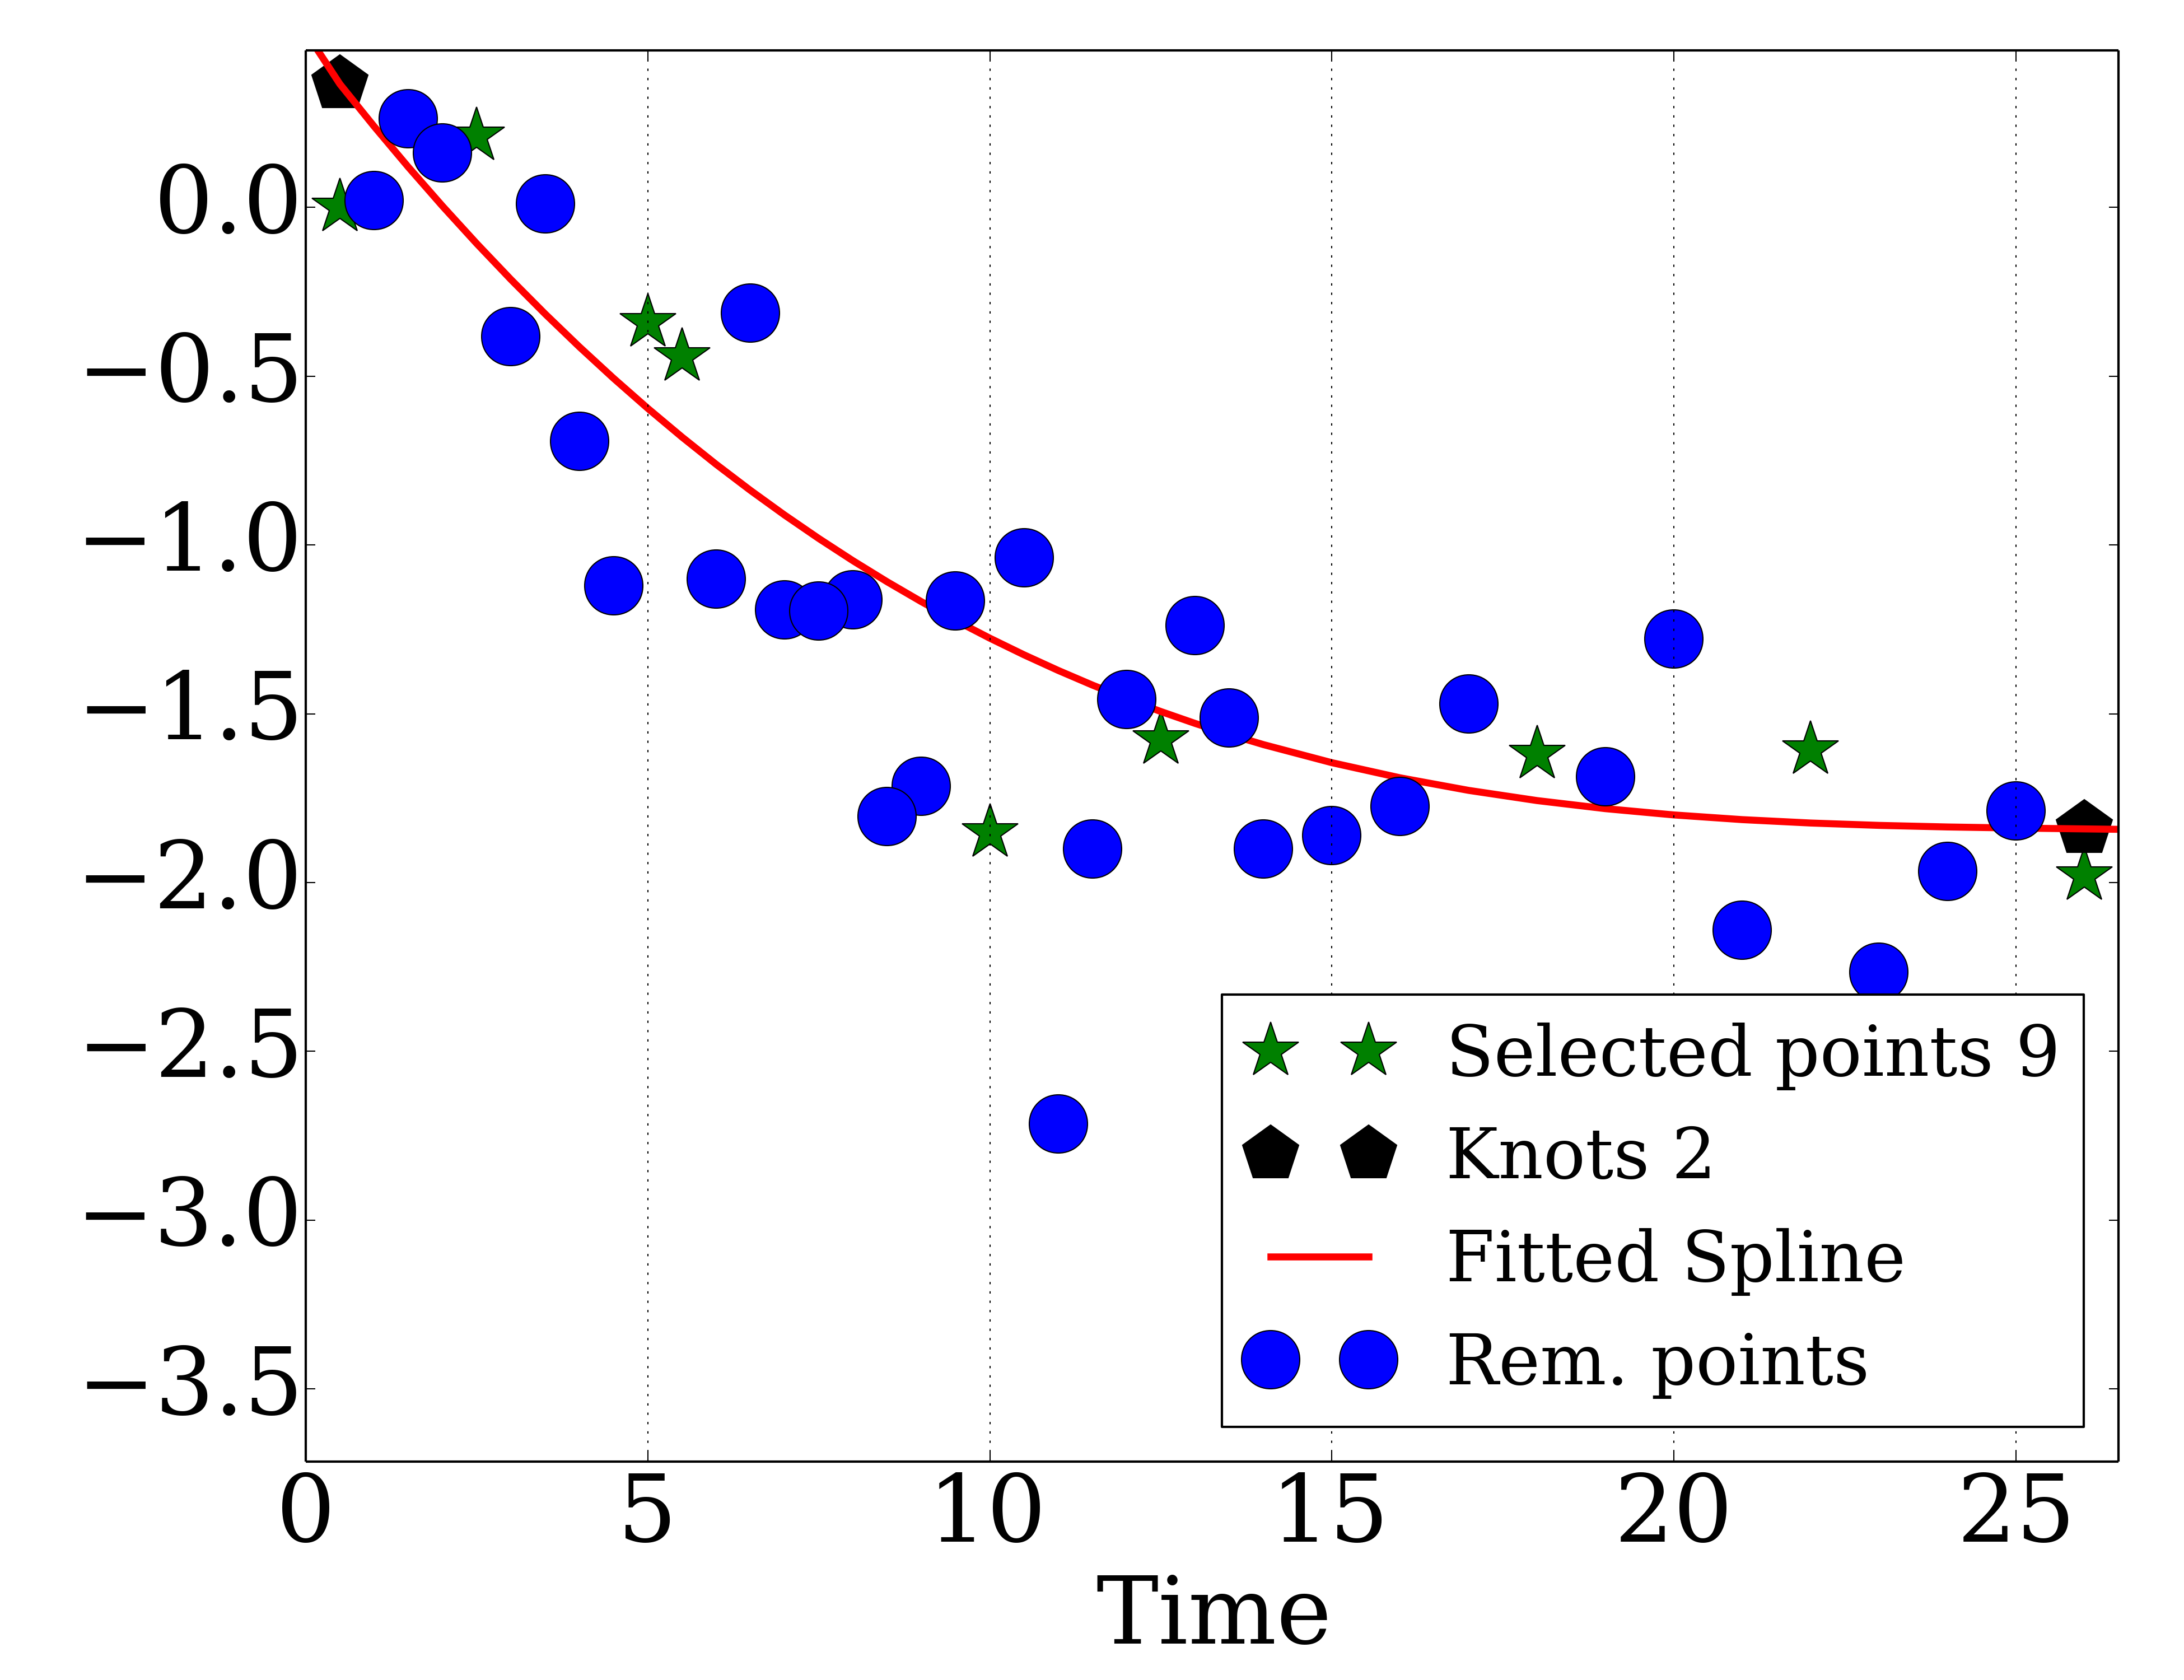 0.0
−0.5
−1.0
−1.5
−2.0
−2.5
−3.0
−3.5
Selected points 9
Knots 2
Fitted Spline
Rem. points
0 5 10 15 20 25
Time